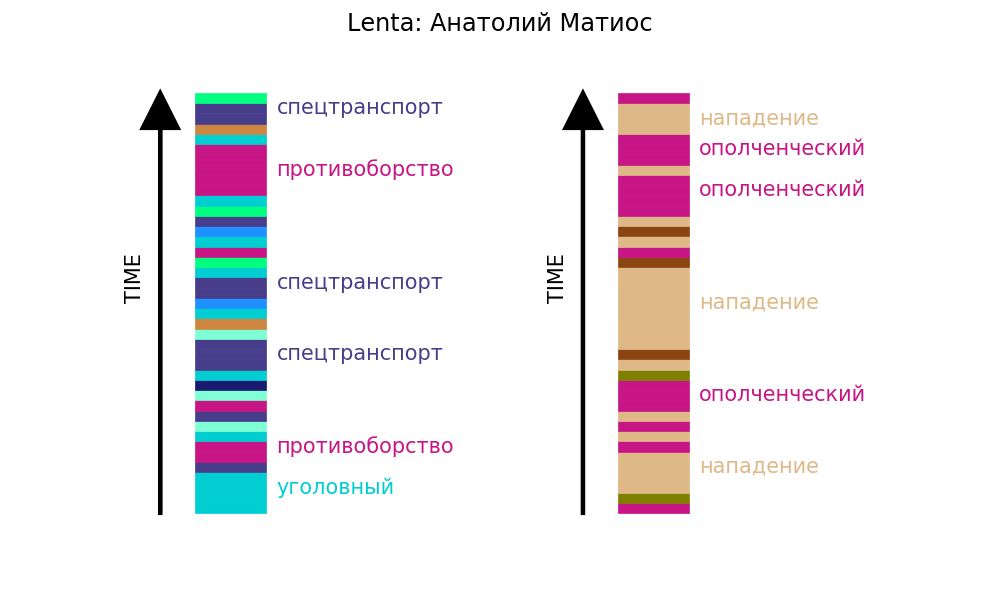 Lenta: Анатолий Матиос
TIME
спецтранспорт
противоборство
спецтранспорт
спецтранспорт
противоборство
уголовный
TIME
нападение
ополченческий
ополченческий
нападение
ополченческий
нападение